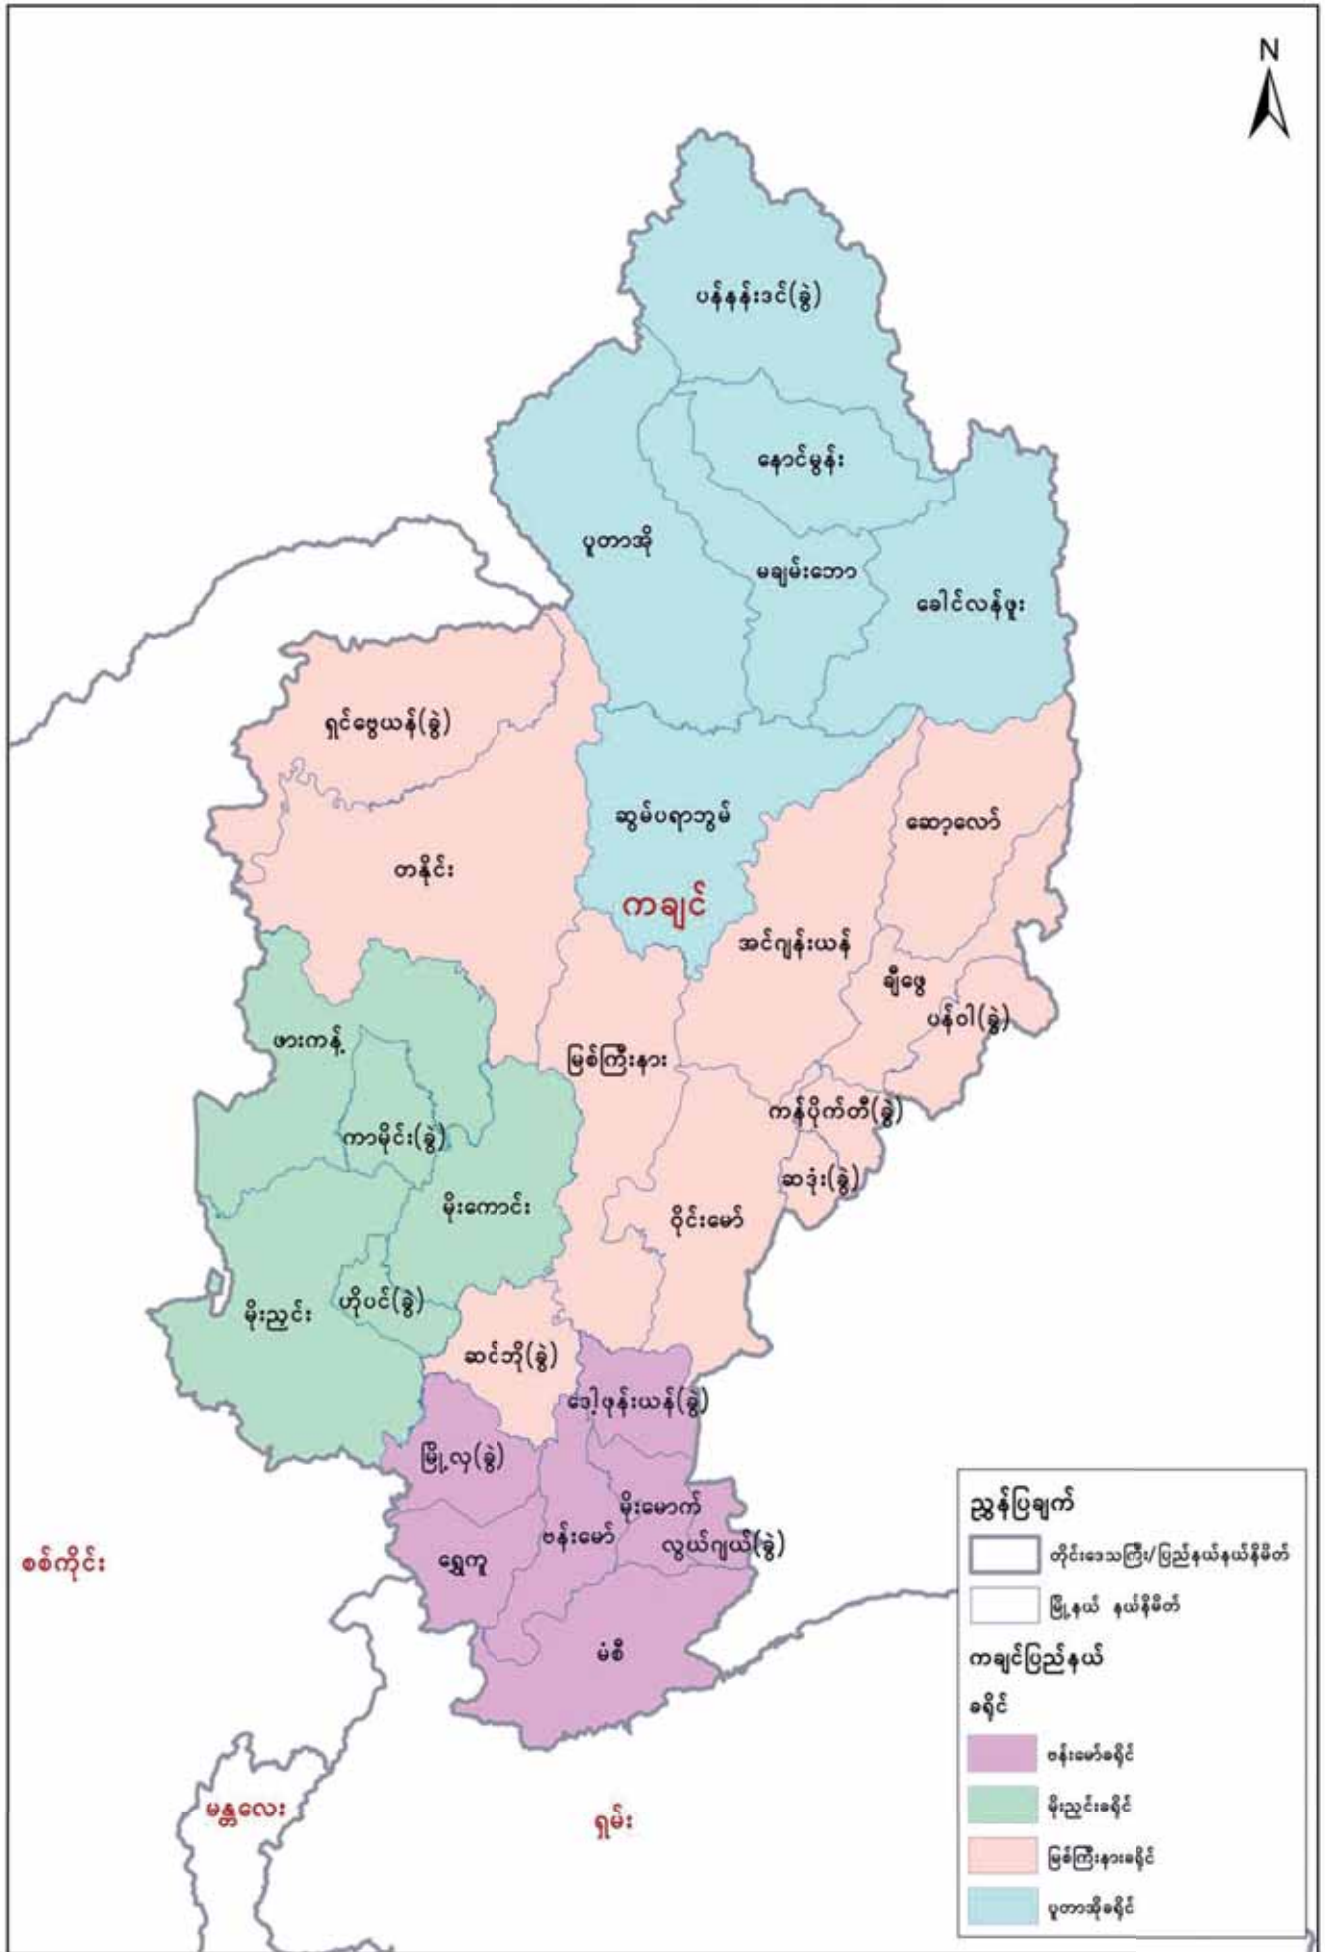 N
ပန်နန်းဒင်(ခွဲ)
နောင်မွန်း
ပူတာအို
မချမ်းဘော
ခေါင်လန်ဖူး
ရှင်ဗွေယန်(ခွဲ)
ဆွမ်ပရာဘွမ်
ဆော့လော်
တနိုင်း
ကချင်
အင်ဂျန်းယန်
ချီဖွေ
ပန်ဝါ(ခွဲ)
ဖားကန့်
မြစ်ကြီးနား
ကန်ပိုက်တီ(ခွဲ)
ကာမိုင်း(ခွဲ)
ဆဒုံး(ခွဲ)
မိုးကောင်း
ဝိုင်းမော်
ဟိုပင်(ခွဲ)
မိုးညှင်း
ဆင်ဘို(ခွဲ)
ဒေါ့ဖုန်းယန်(ခွဲ)
မြို့လှ(ခွဲ)
မိုးမောက်
ဗန်းမော်
လွယ်ဂျယ်(ခွဲ)
ရွှေကူ
စစ်ကိုင်း
မံစီ
မန္တလေး
ရှမ်း
ညွှန်ပြချက်
တိုင်းဒေသကြီး/ပြည်နယ်နယ်နိမိတ်
မြို့နယ် နယ်နိမိတ်
ကချင်ပြည်နယ်
ခရိုင်
ဗန်းမော်ခရိုင်
မိုးညှင်းခရိုင်
မြစ်ကြီးနားခရိုင်
ပူတာအိုခရိုင်